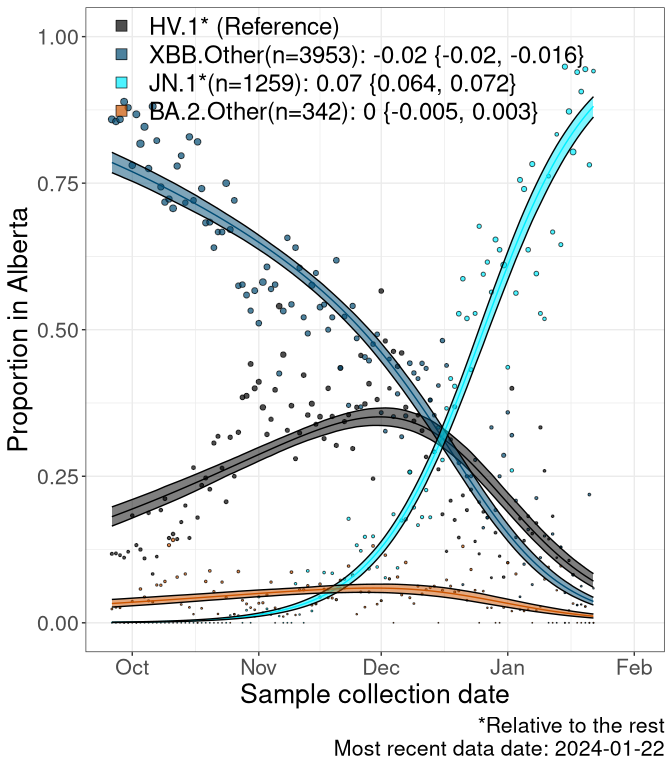 HV.1* (Reference)
XBB.Other(n=3953): -0.02 {-0.02, -0.016}
JN.1*(n=1259): 0.07 {0.064, 0.072}
BA.2.Other(n=342): 0 {-0.005, 0.003}
1.00
0.75
0.50
0.25
0.00
Proportion in Alberta
Oct Nov Dec Jan Feb
Sample collection date
*Relative to the rest
Most recent data date: 2024-01-22